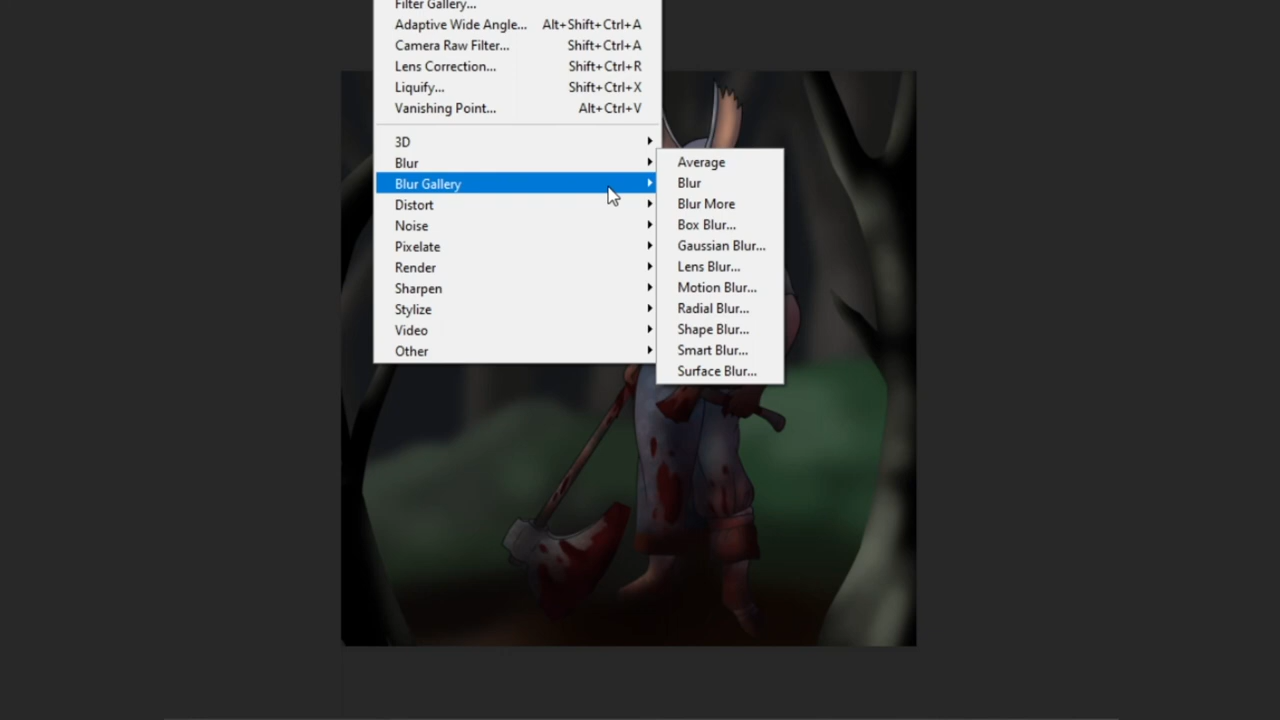 Filter Gallery...
Adaptive Wide Angle... Alt+Shift+Ctrl+A
Camera Raw Filter... Shift+Ctrl+A
Lens Correction... Shift+Ctrl+R
Liquify... Shift+Ctrl+X
Vanishing Point... Alt+Ctrl+V
3D
Blur
Blur Gallery
Distort
Noise
Pixelate
Render
Sharpen
Stylize
Video
Other
Average
Blur
Blur More
Box Blur...
Gaussian Blur...
Lens Blur...
Motion Blur...
Radial Blur...
Shape Blur...
Smart Blur...
Surface Blur...